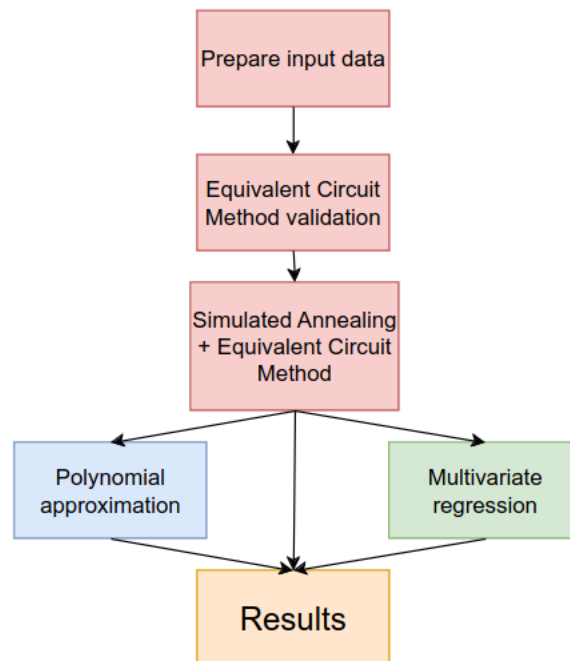 Prepare input data
Equivalent Circuit
Method validation
Simulated Annealing
+ Equivalent Circuit
Method
Polynomial
approximation
Multivariate
regression
Results